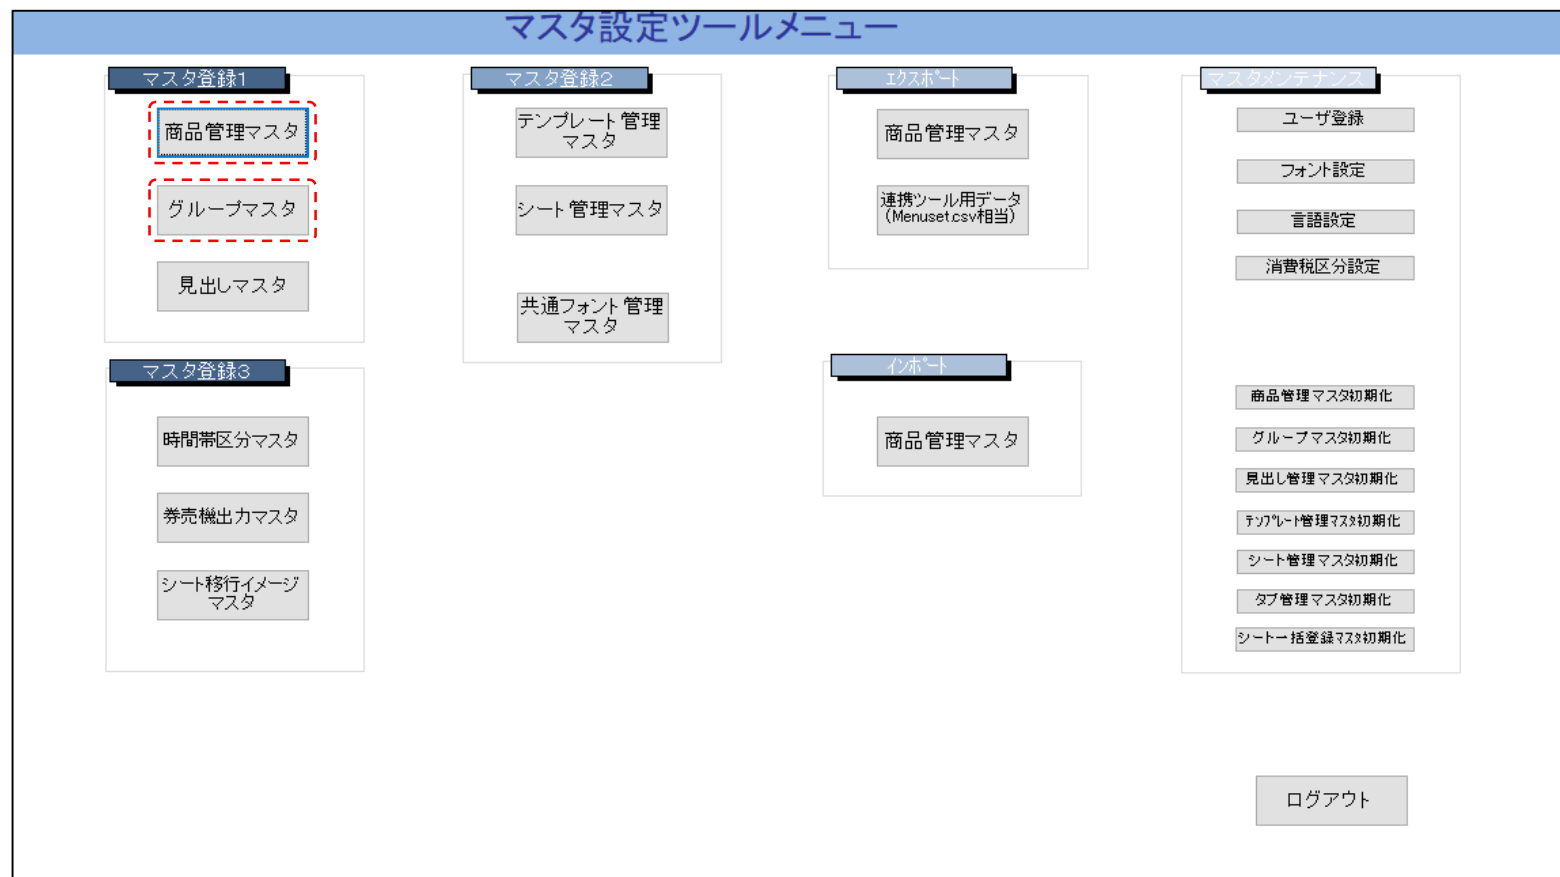 マスタ設定ツールメニュー
マスタ登録1
商品管理マスタ
グループマスタ
見出しマスタ
マスタ登録2
テンプレート管理
マスタ
シート管理マスタ
共通フォント管理
マスタ
エクスポート
商品管理マスタ
連携ツール用データ
(Menuset.csv相当)
マスタメンテナンス
ユーザ登録
フォント設定
言語設定
消費税区分設定
商品管理マスタ初期化
グループマスタ初期化
見出し管理マスタ初期化
テンプレート管理マスタ初期化
シート管理マスタ初期化
タブ管理マスタ初期化
シート一括登録マスタ初期化
マスタ登録3
時間帯区分マスタ
券売機出力マスタ
シート移行イメージ
マスタ
インポート
商品管理マスタ
ログアウト